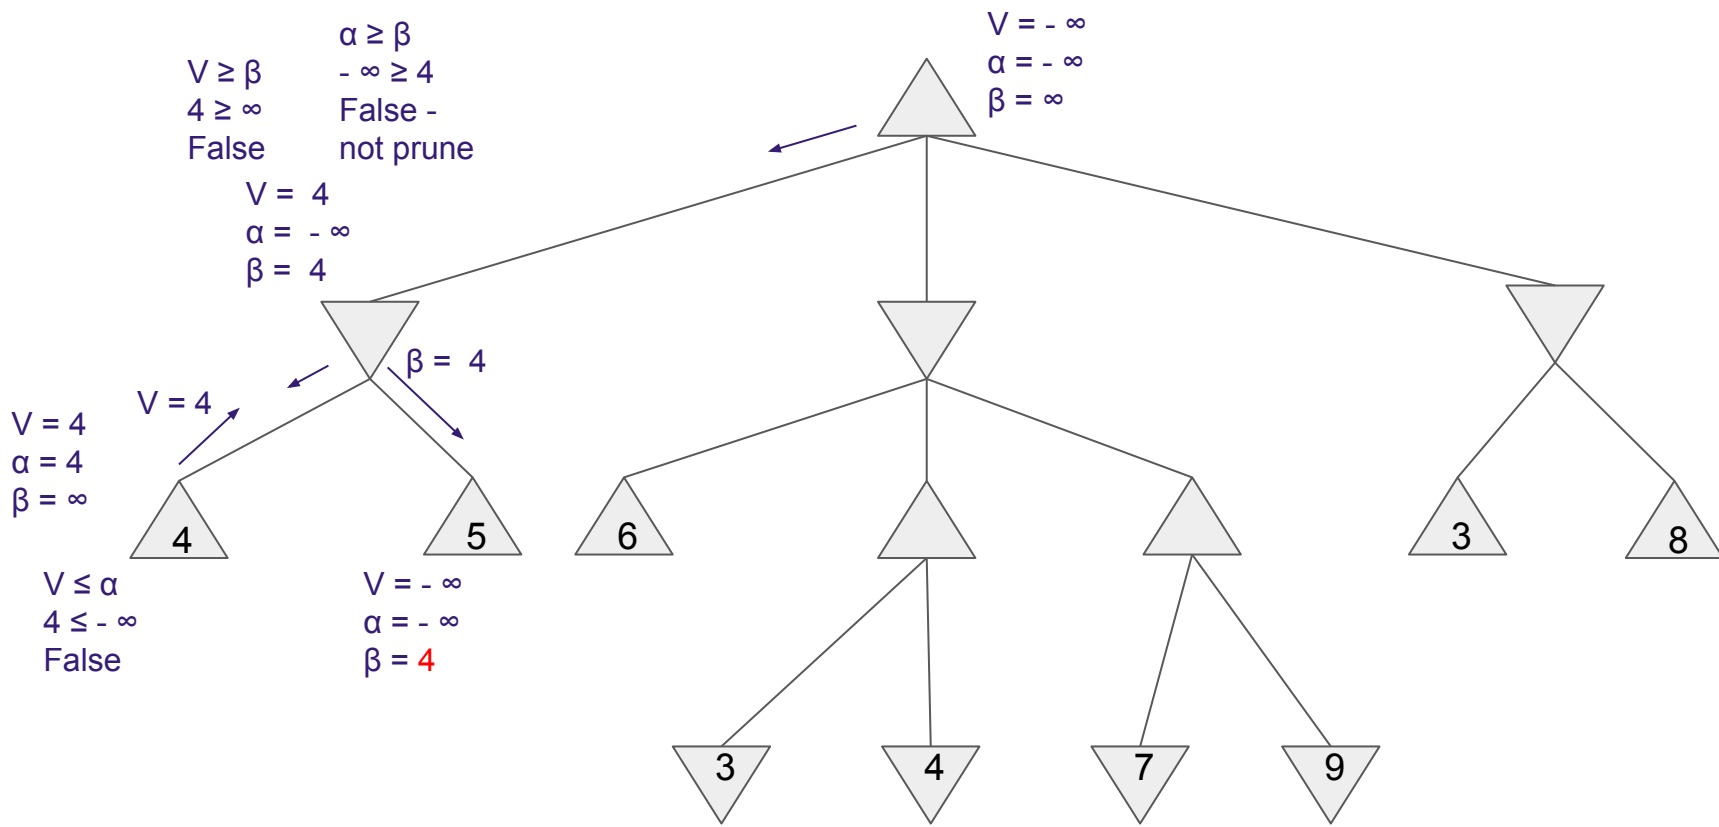 V = - ∞
α = - ∞
β = ∞
α ≥ β
- ∞ ≥ 4
False -
not prune
V ≥ β
4 ≥ ∞
False
V =  4
α =  - ∞
β =  4
β =  4
V = 4
V = 4
α = 4
β = ∞
4
5
6
3
8
V ≤ α
4 ≤ - ∞
False
V = - ∞
α = - ∞
β = 4
3
4
7
9